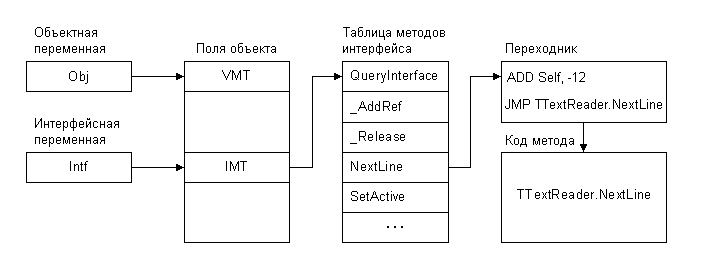 Объектная
переменная
Obj
Интерфейсная
переменная
Intf
Поля объекта
VMT
IMT
Таблица методов
интерфейса
QueryInterface
_AddRef
_Release
NextLine
SetActive
...
Переходник
ADD Self, -12
JMP TTextReader.NextLine
Код метода
TTextReader.NextLine